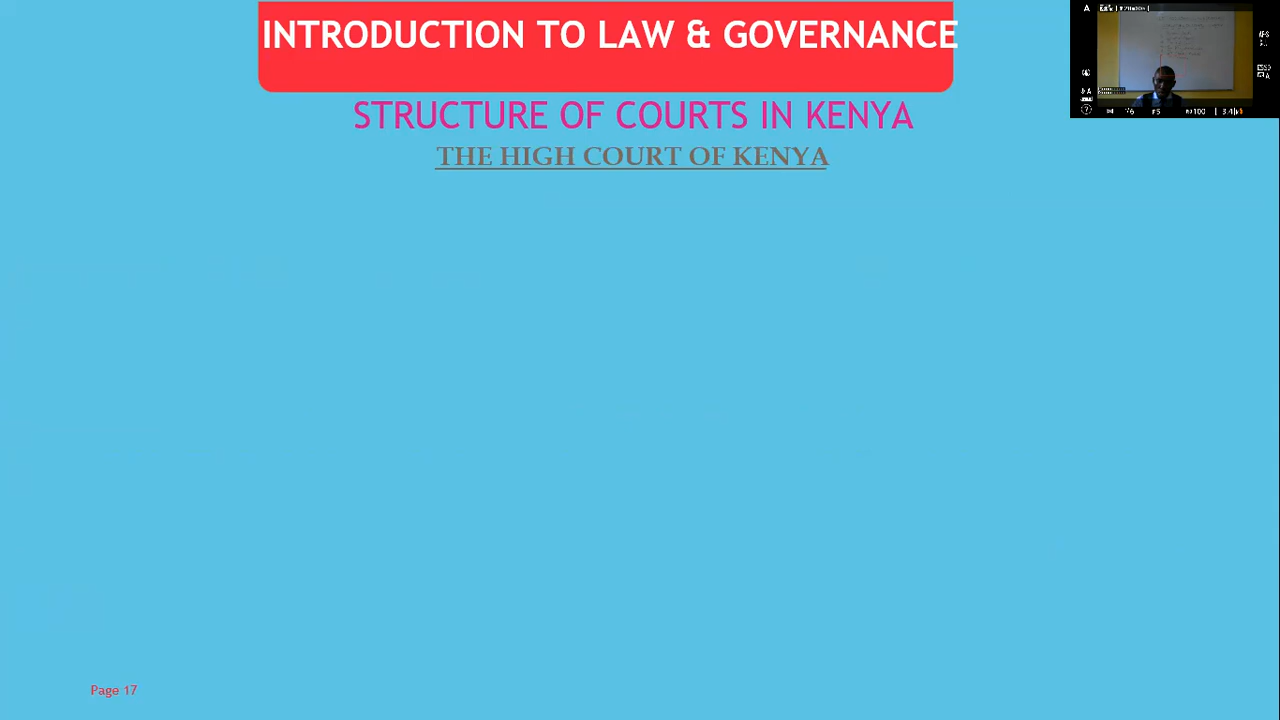 INTRODUCTION TO LAW & GOVERNANCE
STRUCTURE OF COURTS IN KENYA
THE HIGH COURT OF KENYA
Page 17